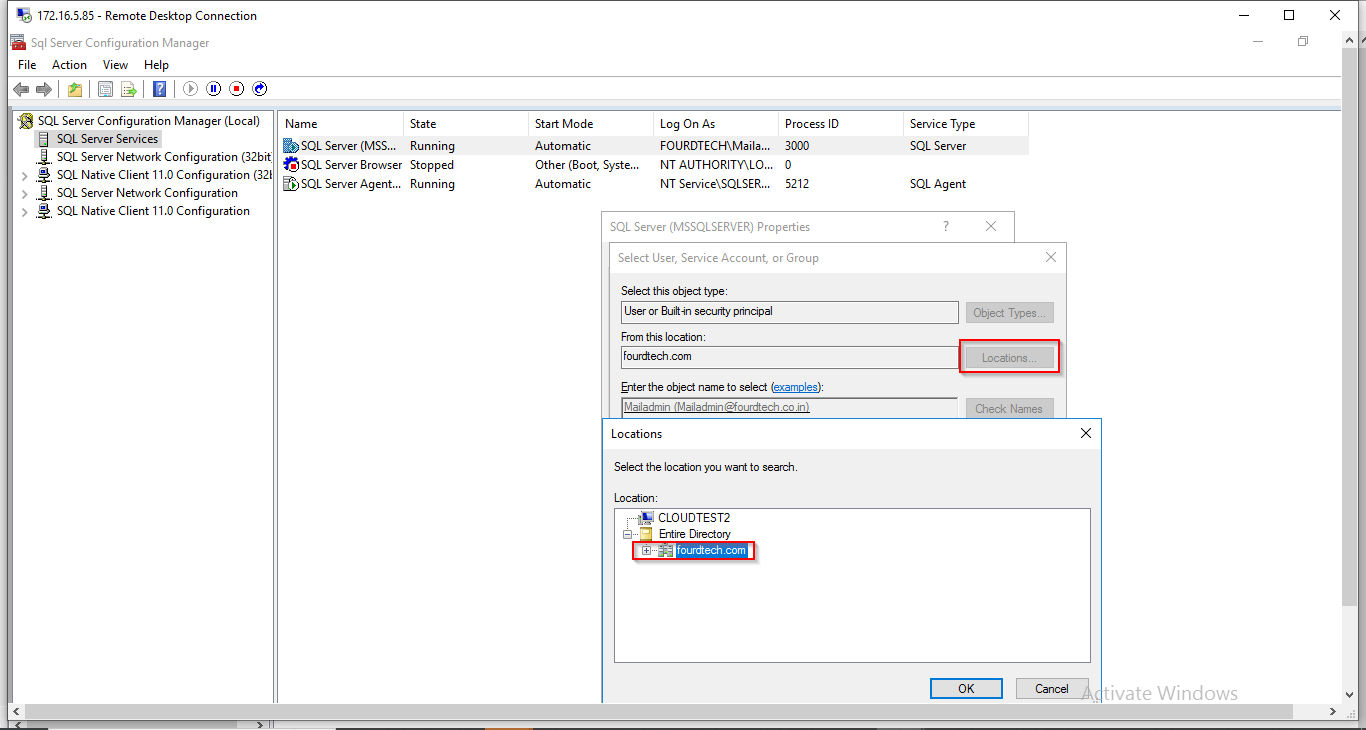 172.16.5.85 - Remote Desktop Connection
Sql Server Configuration Manager
File Action View Help
SQL Server Configuration Manager (Local)
SQL Server Services
SQL Server Network Configuration (32bit
SQL Native Client 11.0 Configuration (32b
SQL Server Network Configuration
SQL Native Client 11.0 Configuration
Name State Start Mode Log On As Process ID Service Type
SQL Server (MSS... Running Automatic FOURDTECH\Maila... 3000 SQL Server
SQL Server Browser Stopped Other (Boot, Syste... NT AUTHORITY\LO... 0
SQL Server Agent... Running Automatic NT Service\SQLSER... 5212 SQL Agent
SQL Server (MSSQLSERVER) Properties ?
Select User, Service Account, or Group
Select this object type:
User or Built-in security principal Object Types...
From this location:
fourdtech.com Locations...
Enter the object name to select (examples):
Mailadmin (Mailadmin@fourdtech.co.in) Check Names
Locations
Select the location you want to search.
Location:
CLOUDTEST2
Entire Directory
fourdtech.com
OK Cancel
Activate Windows